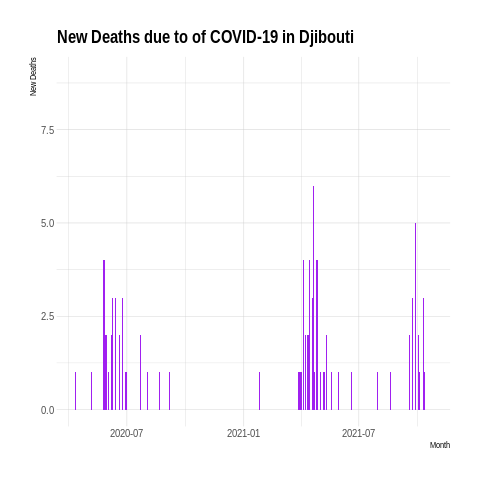 New Deaths due to of COVID-19 in Djibouti
New Deaths
7.5
5.0
2.5
0.0
2020-07
2021-01
2021-07
Month